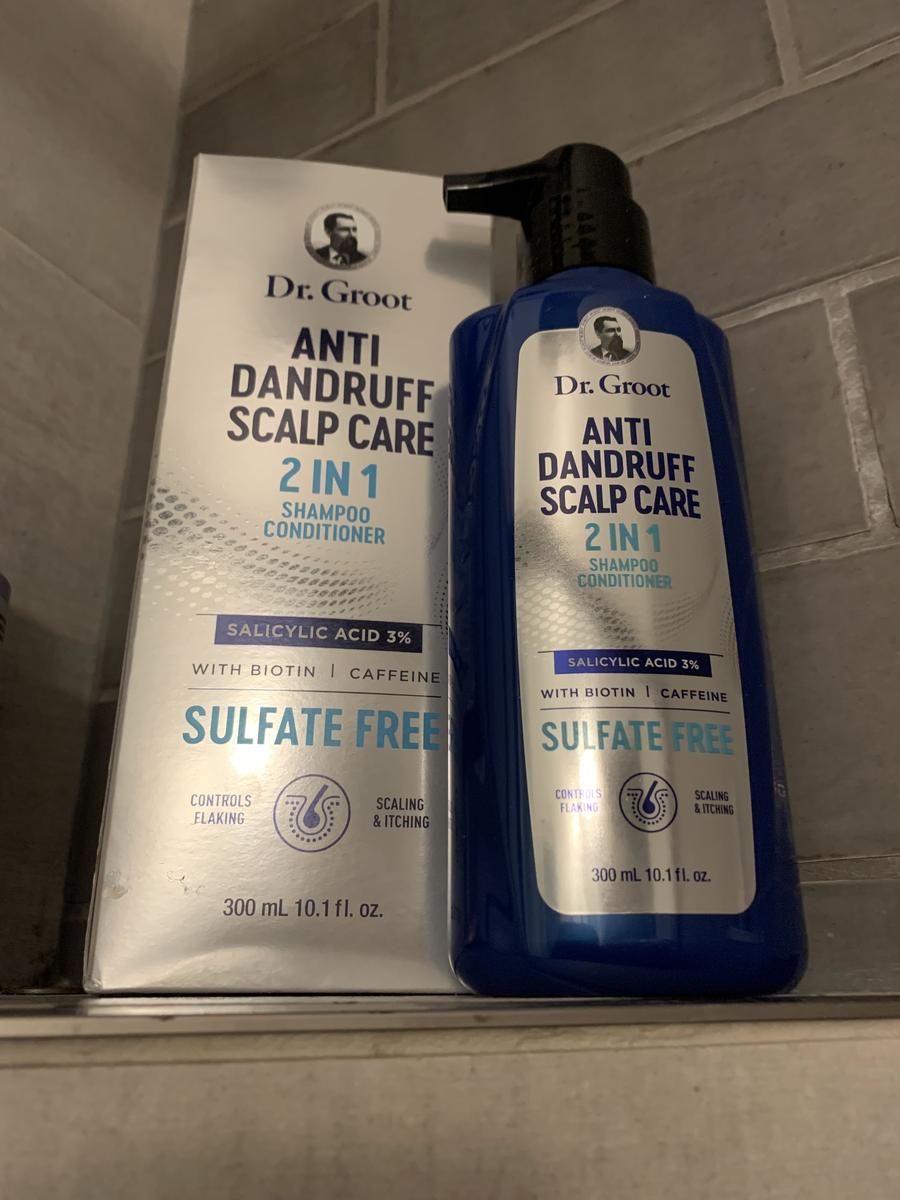 Dr. Groot
ANTI
DANDRUFF
SCALP CARE
2 IN 1
SHAMPOO
CONDITIONER
SALICYLIC ACID 3%
WITH BIOTIN | CAFFEINE
SULFATE FREE
CONTROLS
FLAKING
SCALING
& ITCHING
300 mL 10.1 fl. oz.
Dr. Groot
ANTI
DANDRUFF
SCALP CARE
2 IN 1
SHAMPOO
CONDITIONER
SALICYLIC ACID 3%
WITH BIOTIN | CAFFEINE
SULFATE FREE
CONTROLS
FLAKING
SCALING
& ITCHING
300 mL 10.1 fl. oz.